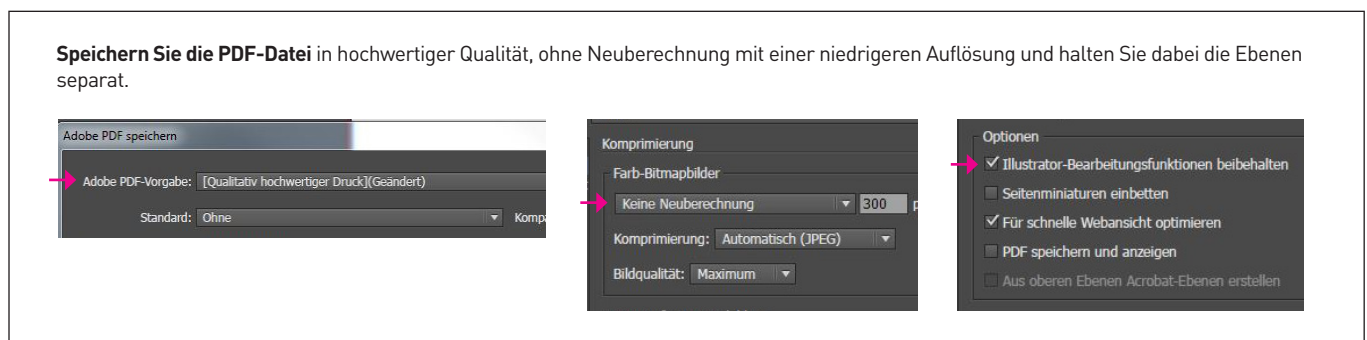 Speichern Sie die PDF-Datei in hochwertiger Qualität, ohne Neuberechnung mit einer niedrigeren Auflösung und halten Sie dabei die Ebenen
separat.
Adobe PDF speichern
Adobe PDF-Vorgabe: [Qualitativ hochwertiger Druck](Geändert)
Standard: Ohne
Komprimierung
Farb-Bitmapbilder
Keine Neuberechnung 300
Komprimierung: Automatisch (JPEG)
Bildqualität: Maximum
Optionen
Illustrator-Bearbeitungsfunktionen beibehalten
Seitenminiaturen einbetten
Für schnelle Webansicht optimieren
PDF speichern und anzeigen
Aus oberen Ebenen Acrobat-Ebenen erstellen